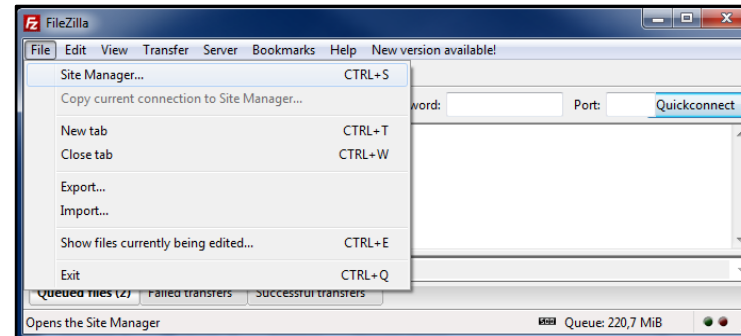 FileZilla
File Edit View Transfer Server Bookmarks Help New version available!
Site Manager... CTRL+S
Copy current connection to Site Manager...
word: Port: Quickconnect
New tab CTRL+T
Close tab CTRL+W
Export...
Import...
Show files currently being edited... CTRL+E
Exit CTRL+Q
Queued files (2) Failed transfers Successful transfers
Opens the Site Manager Queue: 220,7 MiB